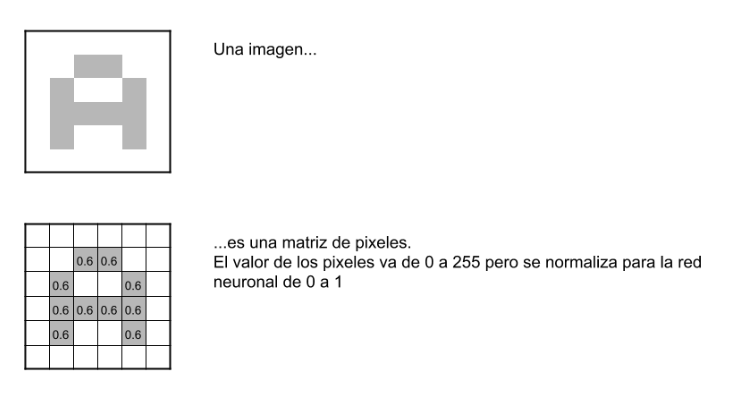 Una imagen...
...es una matriz de pixeles.
El valor de los pixeles va de 0 a 255 pero se normaliza para la red
neuronal de 0 a 1
0.6 0.6
0.6 0.6
0.6 0.6 0.6 0.6
0.6 0.6